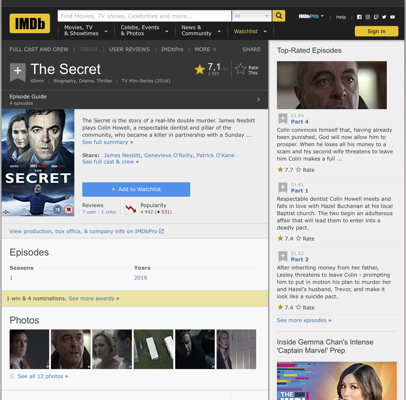 IMDb
Find Movies, TV shows, Celebrities and more...
All
IMDbPro
Help
Movies, TV
& Showtimes
Celebs, Events
& Photos
News &
Community
Watchlist
Sign in
FULL CAST AND CREW | TRIVIA | USER REVIEWS | IMDbPro | MORE
SHARE
The Secret
7,1
Rate
This
45min | Biography, Drama, Thriller | TV Mini-Series (2016)
Episode Guide
4 episodes
THE
SECRET
The Secret is the story of a real-life double murder. James Nesbitt
plays Colin Howell, a respectable dentist and pillar of the
community, who became a killer in partnership with a Sunday ...
See full summary »
Stars: James Nesbitt, Genevieve O'Reilly, Patrick O'Kane |
See full cast & crew »
+ Add to Watchlist
Reviews
7 user | 1 critic
Popularity
4 942 (531)
View production, box office, & company info on IMDbPro
Episodes
Seasons
Years
1
2016
1 win & 4 nominations. See more awards »
Photos
See all 12 photos »
Top-Rated Episodes
S1.E4
Part 4
Colin convinces himself that, having already
been punished, God will now allow him to
prosper. When he loses all his money to a
scam and his second wife threatens to leave
him Colin makes a full ...
7.7 Rate
S1.E1
Part 1
Respectable dentist Colin Howell meets and
falls in love with Hazel Buchanan at his local
Baptist church. The two begin an adulterous
affair that will lead them to enter into a
deadly pact.
7.4 Rate
S1.E2
Part 2
After inheriting money from her father,
Lesley threatens to leave Colin - prompting
him to put in motion his plan to murder her
and Hazel's husband, Trevor, and make it
look like a suicide pact.
7.4 Rate
See more episodes »
Inside Gemma Chan's Intense
'Captain Marvel' Prep
THE
IMDb